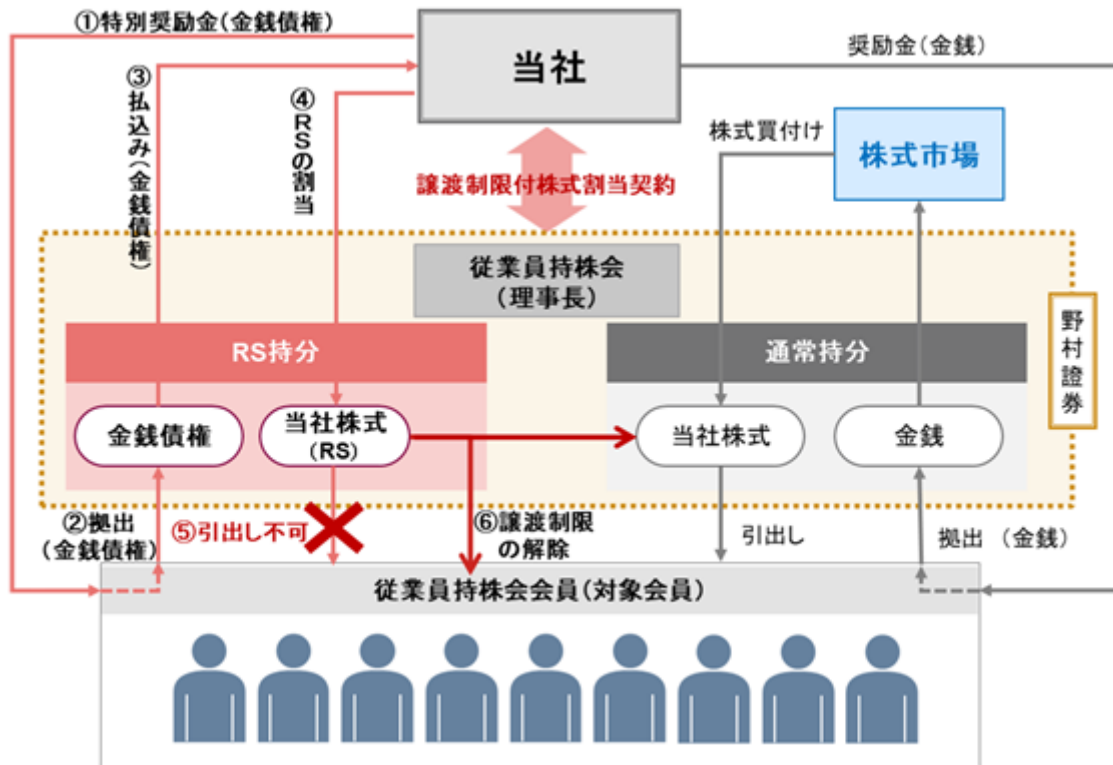 ①特別奨励金(金銭債権)
当社
奨励金(金銭)
③払込み(金銭債権)
④RSの割当
株式買付け
株式市場
譲渡制限付株式割当契約
従業員持株会
(理事長)
野村證券
RS持分
通常持分
金銭債権
当社株式
(RS)
当社株式
金銭
②拠出
(金銭債権)
⑤引出し不可
⑥譲渡制限
の解除
引出し
拠出 (金銭)
従業員持株会会員(対象会員)